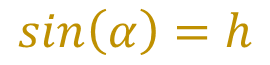 sin(α) = h